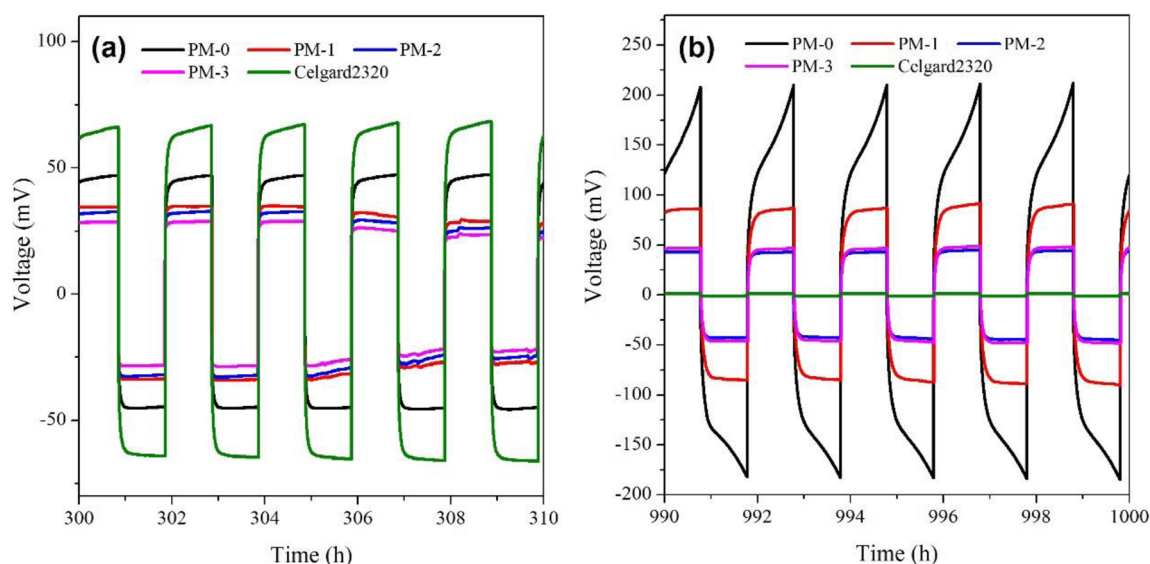 (a)
PM-0 PM-1 PM-2
PM-3 Celgard2320
100
50
0
-50
Voltage (mV)
300 302 304 306 308 310
Time (h)
(b)
PM-0 PM-1 PM-2
PM-3 Celgard2320
250
200
150
100
50
0
-50
-100
-150
-200
Voltage (mV)
990 992 994 996 998 1000
Time (h)